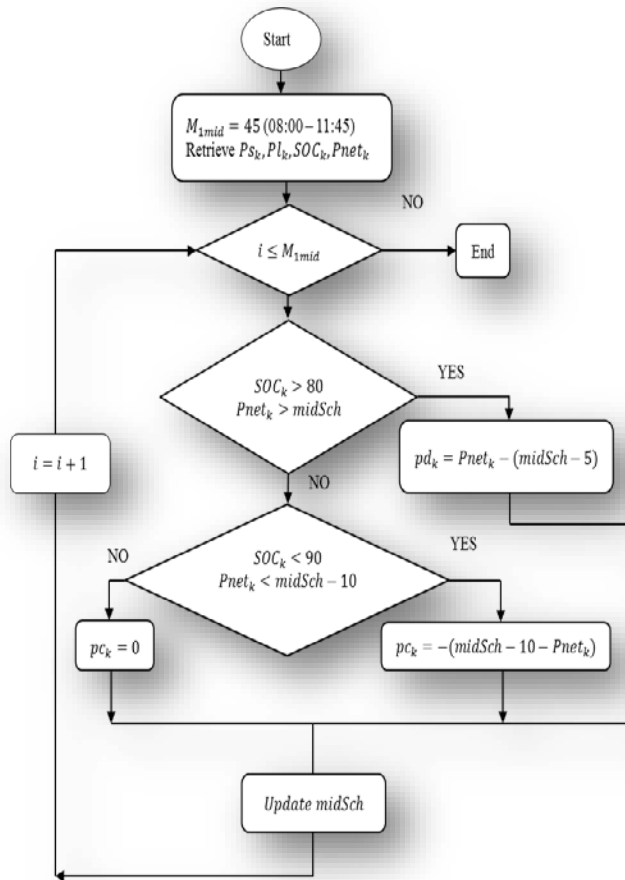 Start
M₁mid = 45 (08:00 – 11:45)
Retrieve Psₖ, Plₖ, SOCₖ, Pnetₖ
NO
i ≤ M₁mid
End
SOCₖ > 80
Pnetₖ > midSch
YES
pdₖ = Pnetₖ − (midSch − 5)
i = i + 1
NO
SOCₖ < 90
Pnetₖ < midSch − 10
NO
YES
pcₖ = 0
pcₖ = −(midSch − 10 − Pnetₖ)
Update midSch